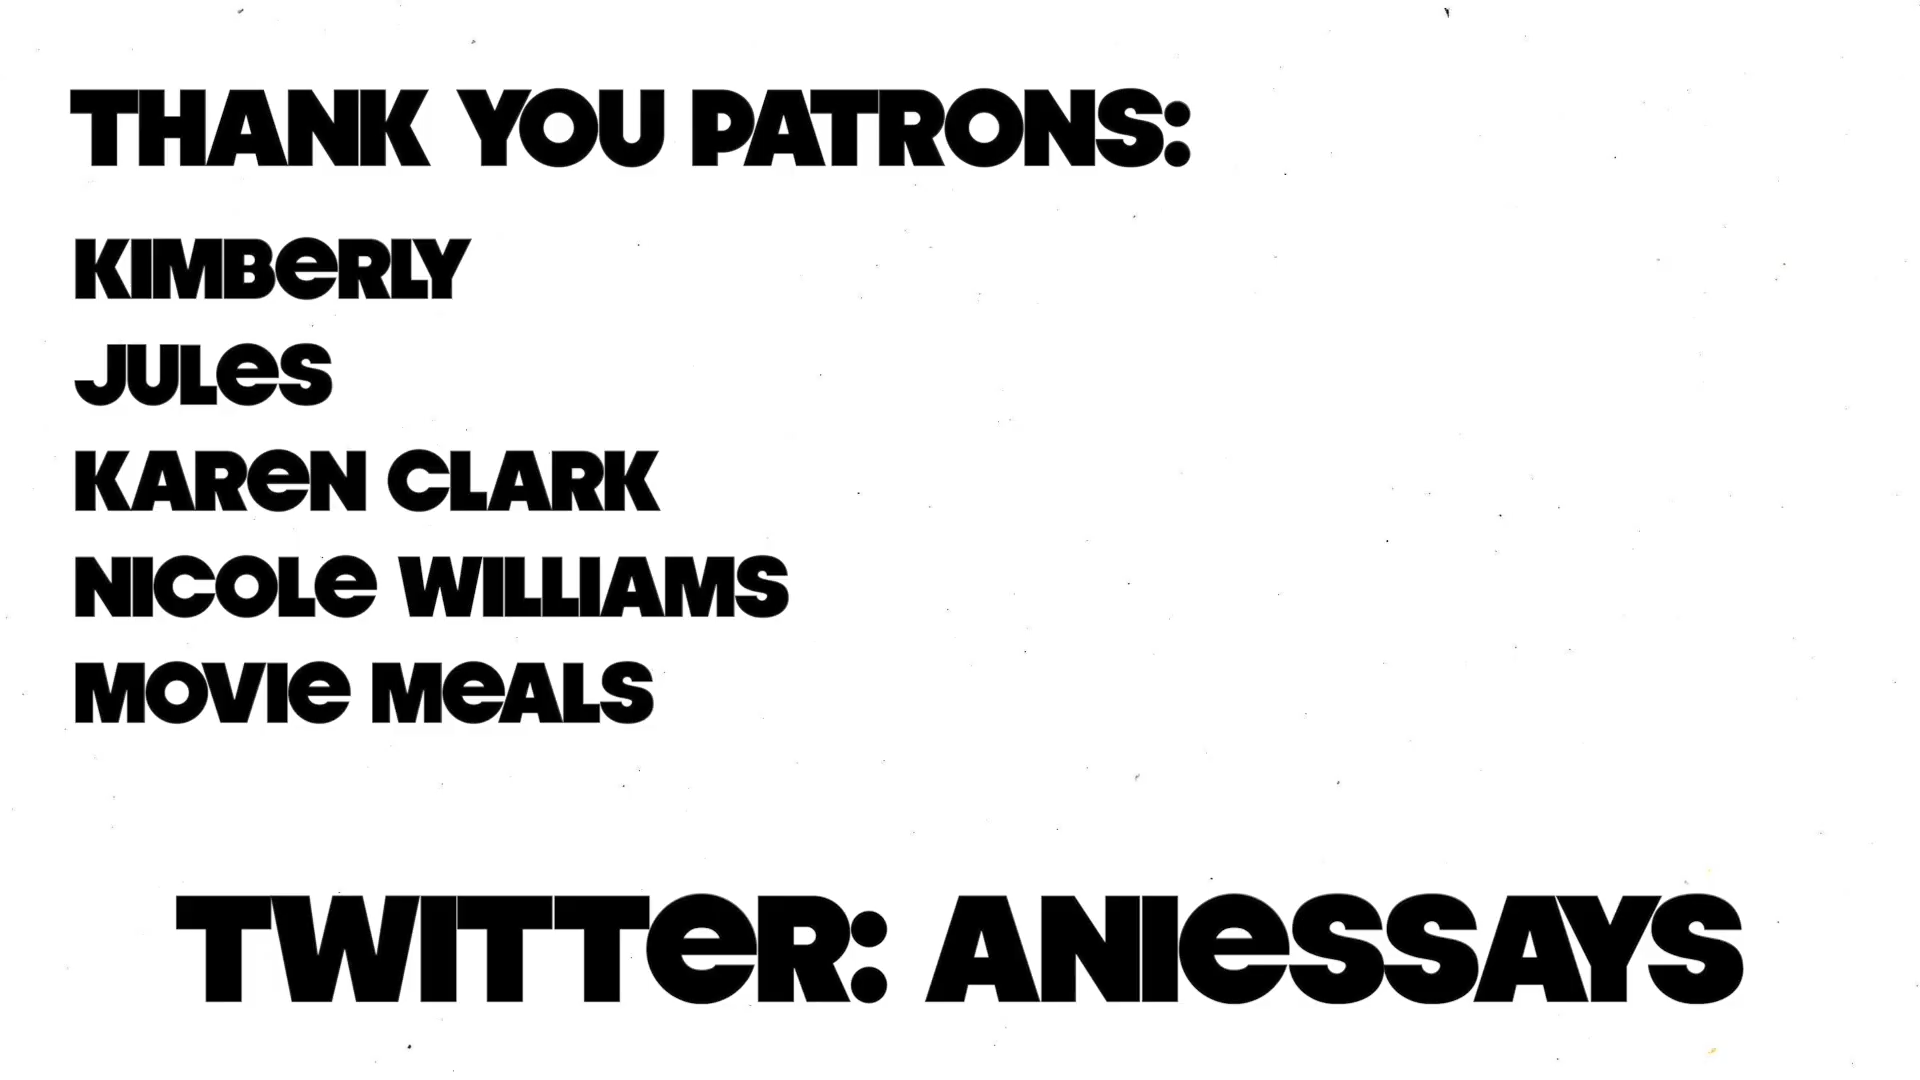 THANK YOU PATRONS:
KIMBeRLY
JULeS
KAReN CLARK
NICOLe WILLIAMS
MOVIe MeALS
TWITTeR: ANIeSSAYS